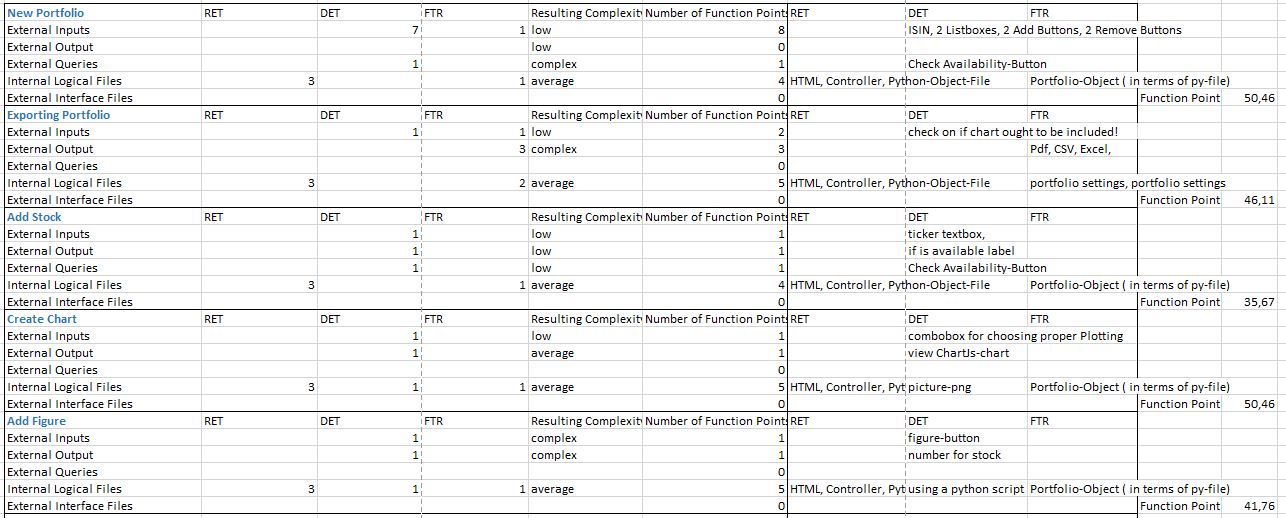 New Portfolio RET DET FTR Resulting Complexit Number of Function Point RET DET FTR
External Inputs 7 1 low 8 ISIN, 2 Listboxes, 2 Add Buttons, 2 Remove Buttons
External Output low 0
External Queries 1 complex 1 Check Availability-Button
Internal Logical Files 3 1 average 4 HTML, Controller, Python-Object-File Portfolio-Object ( in terms of py-file)
External Interface Files 0 Function Point 50,46
Exporting Portfolio RET DET FTR Resulting Complexit Number of Function Point RET DET FTR
External Inputs 1 1 low 2 check on if chart ought to be included!
External Output 3 complex 3 Pdf, CSV, Excel,
External Queries 0
Internal Logical Files 3 2 average 5 HTML, Controller, Python-Object-File portfolio settings, portfolio settings
External Interface Files 0 Function Point 46,11
Add Stock RET DET FTR Resulting Complexit Number of Function Point RET DET FTR
External Inputs 1 low 1 ticker textbox,
External Output 1 low 1 if is available label
External Queries 1 low 1 Check Availability-Button
Internal Logical Files 3 1 average 4 HTML, Controller, Python-Object-File Portfolio-Object ( in terms of py-file)
External Interface Files 0 Function Point 35,67
Create Chart RET DET FTR Resulting Complexit Number of Function Point RET DET FTR
External Inputs 1 low 1 combobox for choosing proper Plotting
External Output 1 average 1 view ChartJs-chart
External Queries 0
Internal Logical Files 3 1 1 average 5 HTML, Controller, Pyt picture-png Portfolio-Object ( in terms of py-file)
External Interface Files 0 Function Point 50,46
Add Figure RET DET FTR Resulting Complexit Number of Function Point RET DET FTR
External Inputs 1 complex 1 figure-button
External Output 1 complex 1 number for stock
External Queries 0
Internal Logical Files 3 1 1 average 5 HTML, Controller, Pyt using a python script Portfolio-Object ( in terms of py-file)
External Interface Files 0 Function Point 41,76